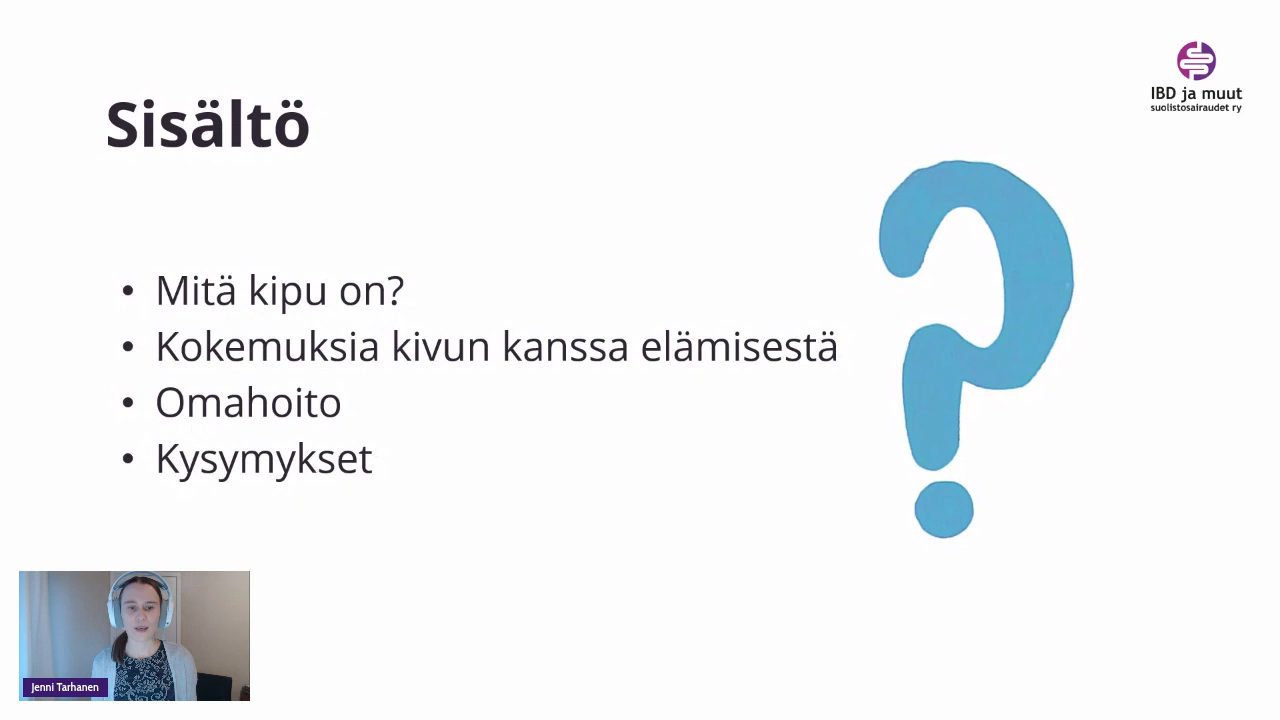 Sisältö
IBD ja muut
suolistosairaudet ry
• Mitä kipu on?
• Kokemuksia kivun kanssa elämisestä
• Omahoito
• Kysymykset
Jenni Tarhanen